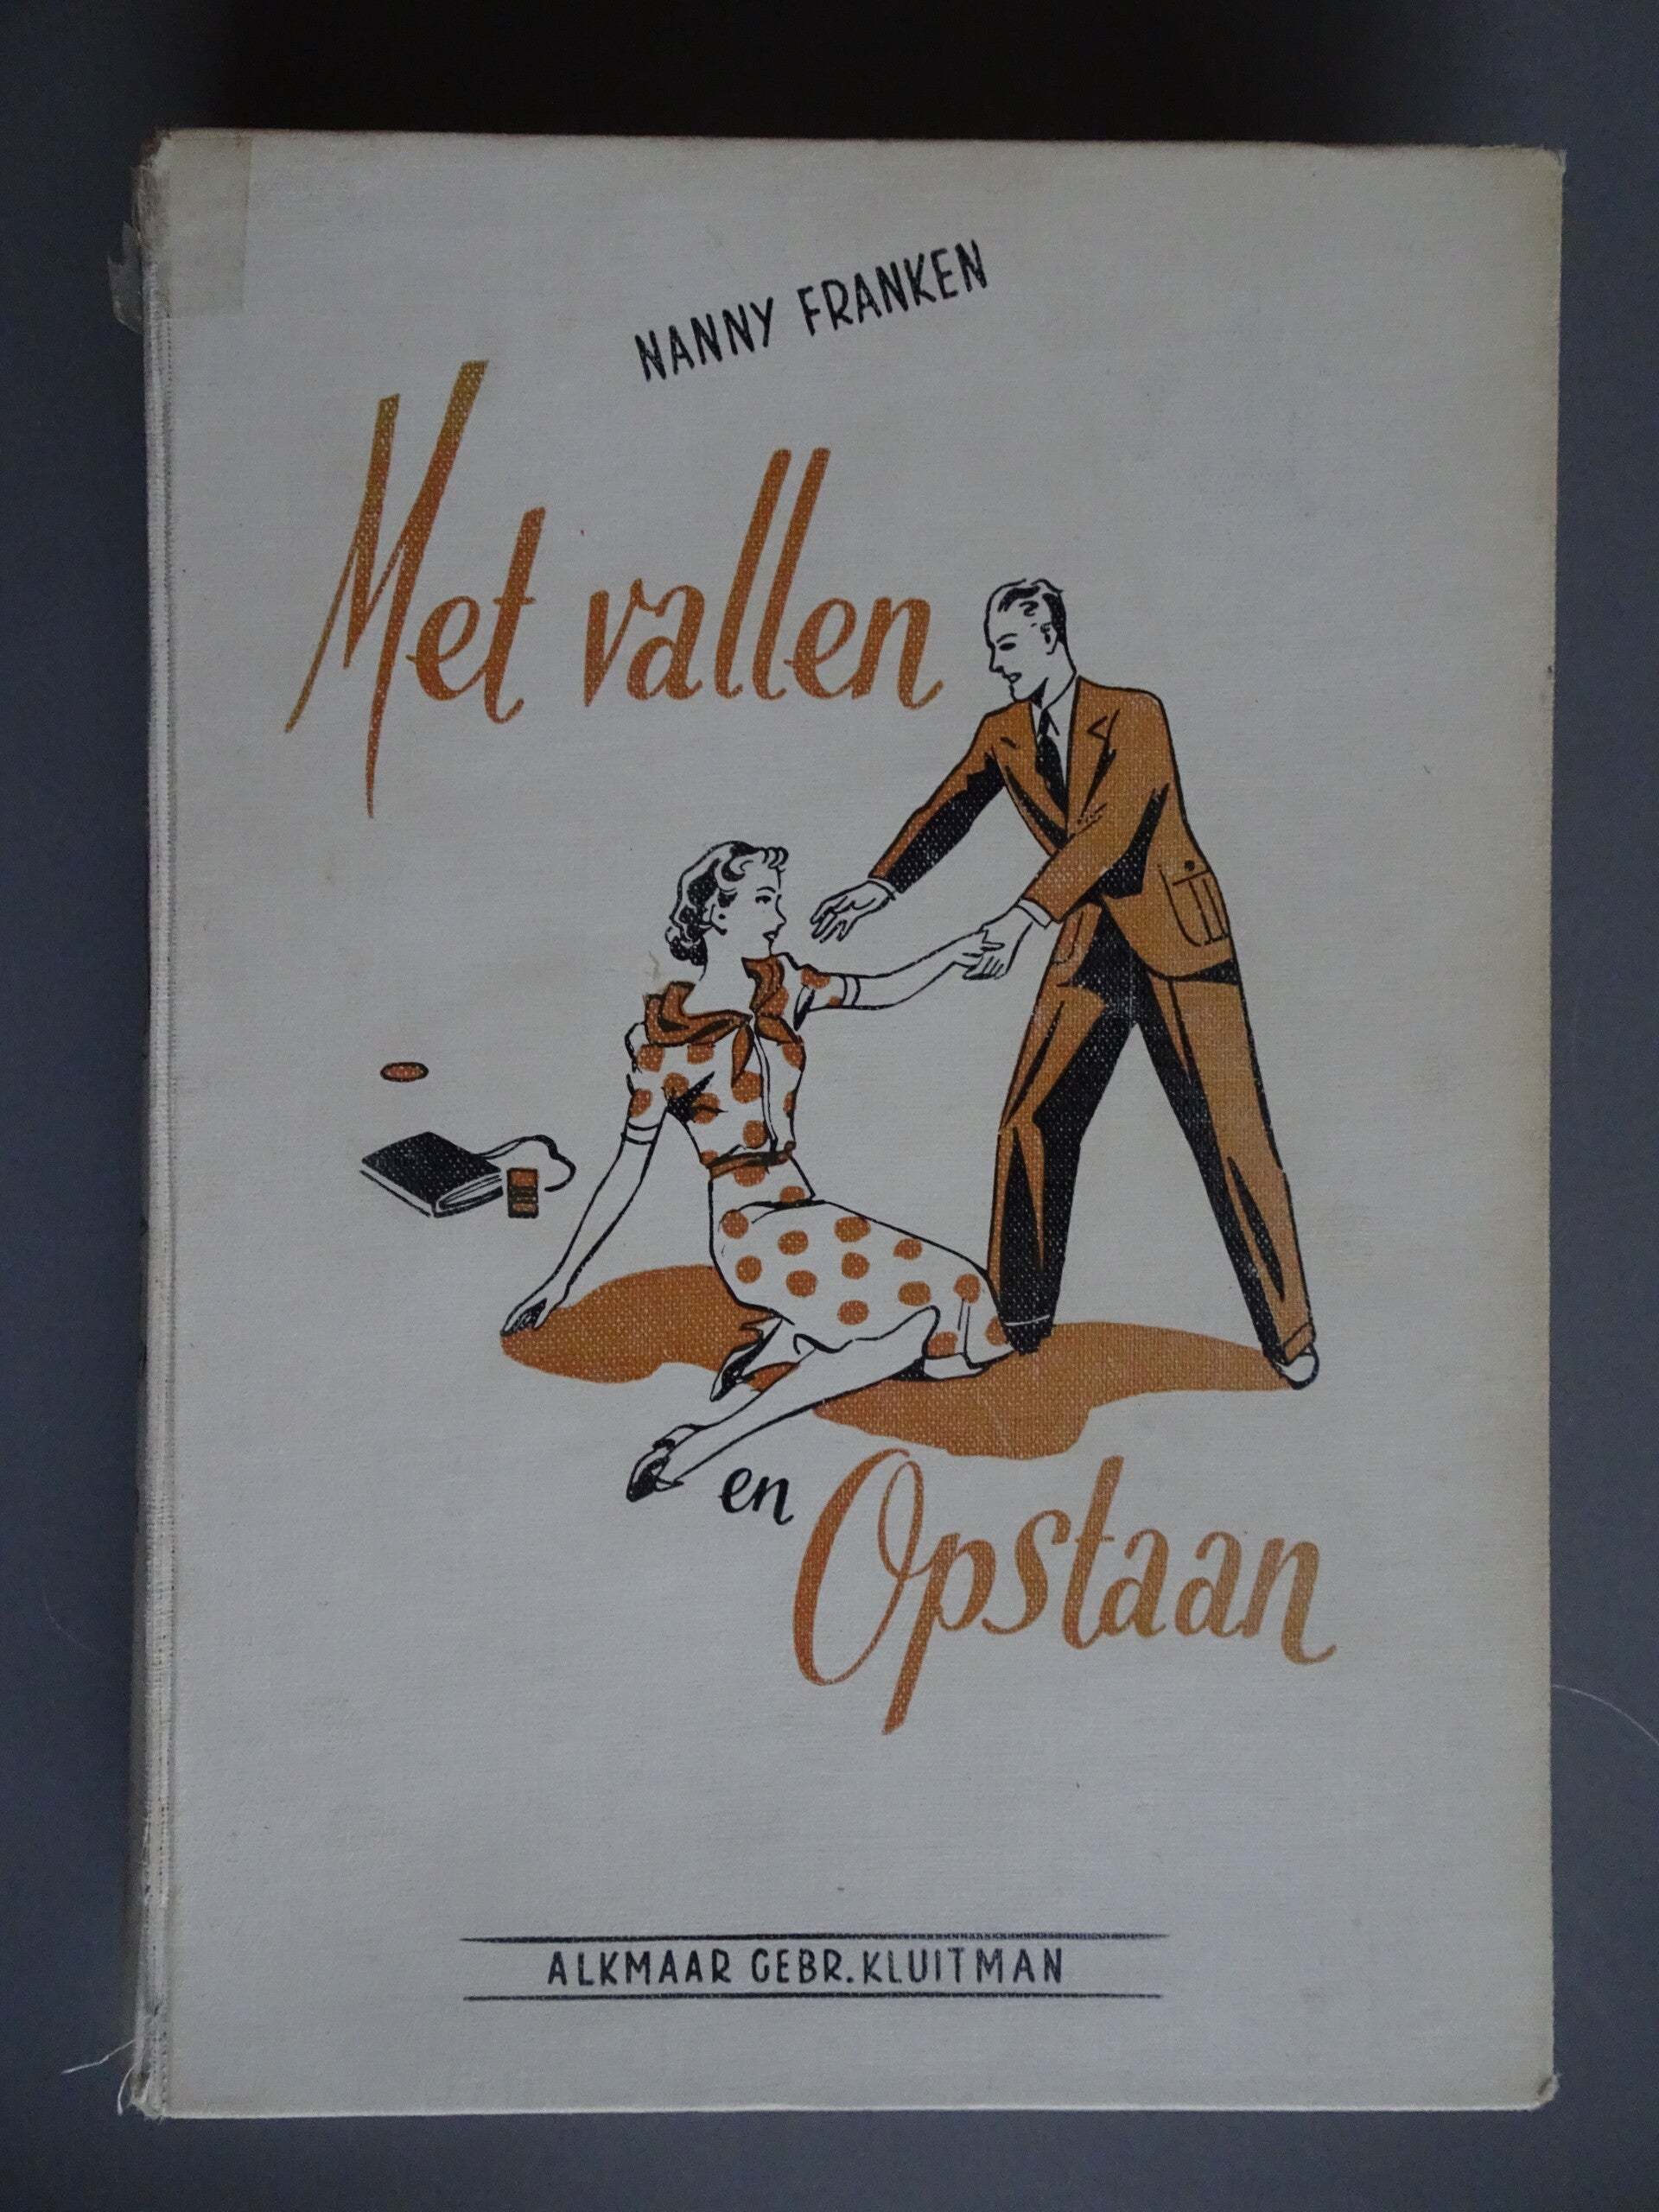 NANNY FRANKEN
Met vallen
en Opstaan
ALKMAAR GEBR. KLUITMAN